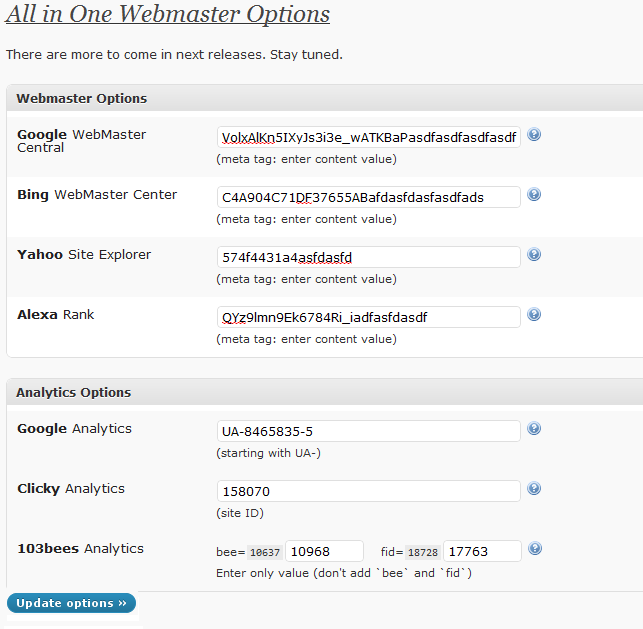 All in One Webmaster Options
There are more to come in next releases. Stay tuned.
Webmaster Options
Google WebMaster Central
VolxAlKn5IXyJs3i3e_wATKBaPasdfasdfasdfasdf
(meta tag: enter content value)
Bing WebMaster Center
C4A904C71DF37655ABafdasfdasfasdfads
(meta tag: enter content value)
Yahoo Site Explorer
574f4431a4asfdasfd
(meta tag: enter content value)
Alexa Rank
QYz9lmn9Ek6784Ri_iadfasfdasdf
(meta tag: enter content value)
Analytics Options
Google Analytics
UA-8465835-5
(starting with UA-)
Clicky Analytics
158070
(site ID)
103bees Analytics
bee= 10637 10968 fid= 18728 17763
Enter only value (don't add `bee` and `fid`)
Update options »